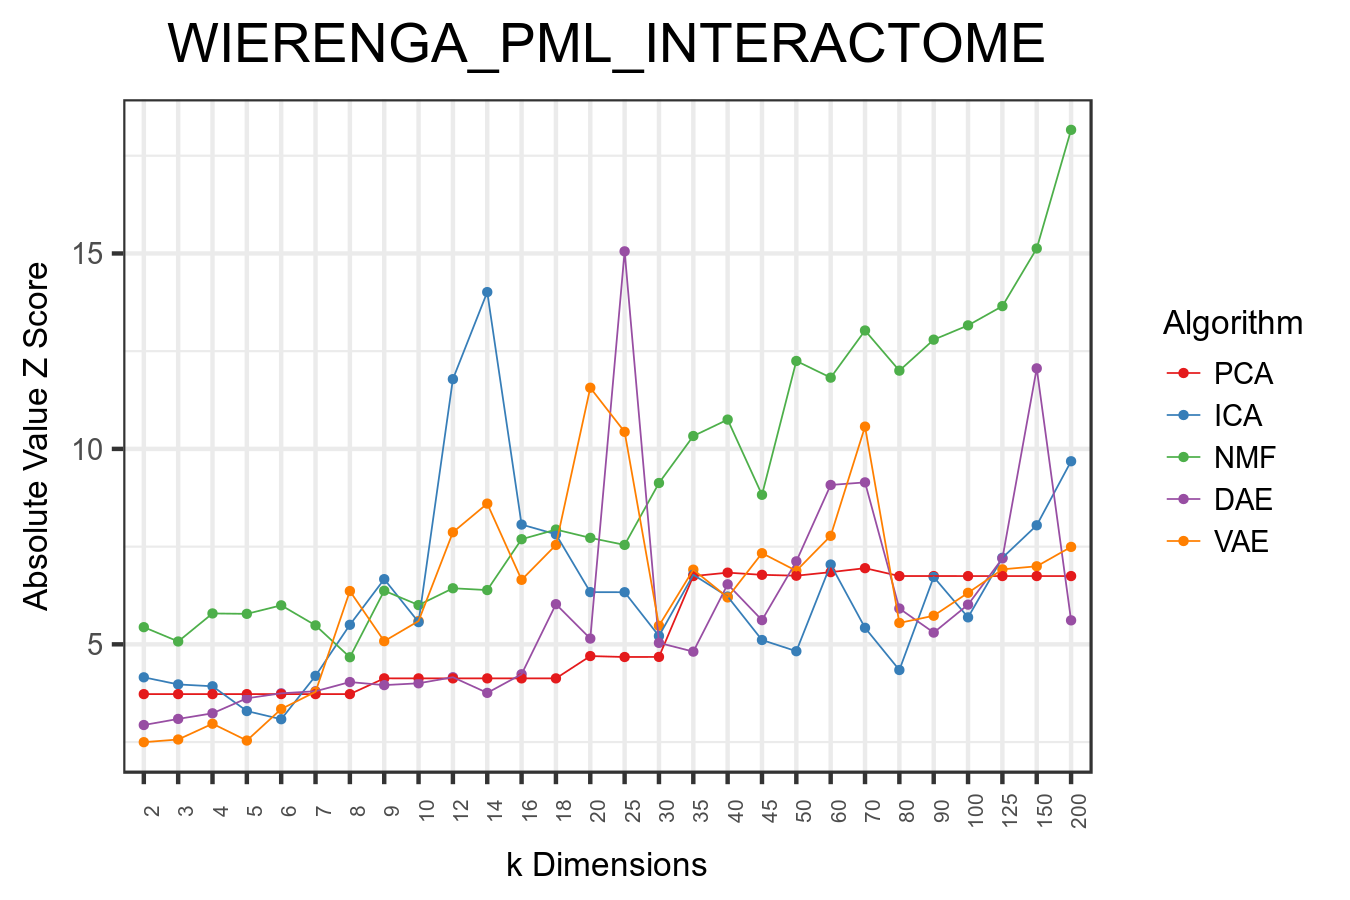 WIERENGA_PML_INTERACTOME
Absolute Value Z Score
15
10
5
2 3 4 5 6 7 8 9 10 12 14 16 18 20 25 30 35 40 45 50 60 70 80 90 100 125 150 200
k Dimensions
Algorithm
PCA
ICA
NMF
DAE
VAE